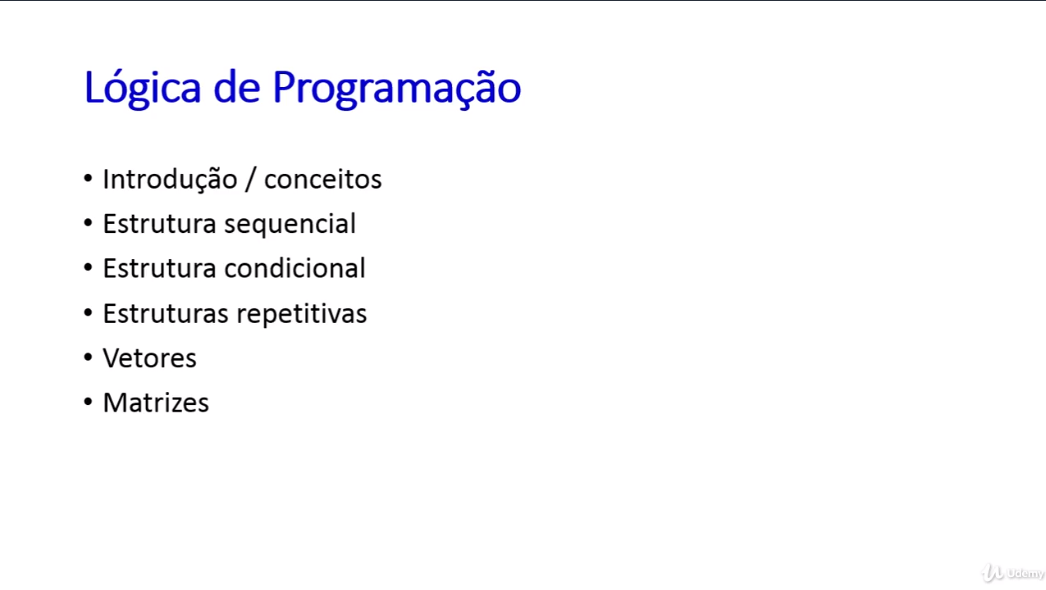 Lógica de Programação
• Introdução / conceitos
• Estrutura sequencial
• Estrutura condicional
• Estruturas repetitivas
• Vetores
• Matrizes
Udemy